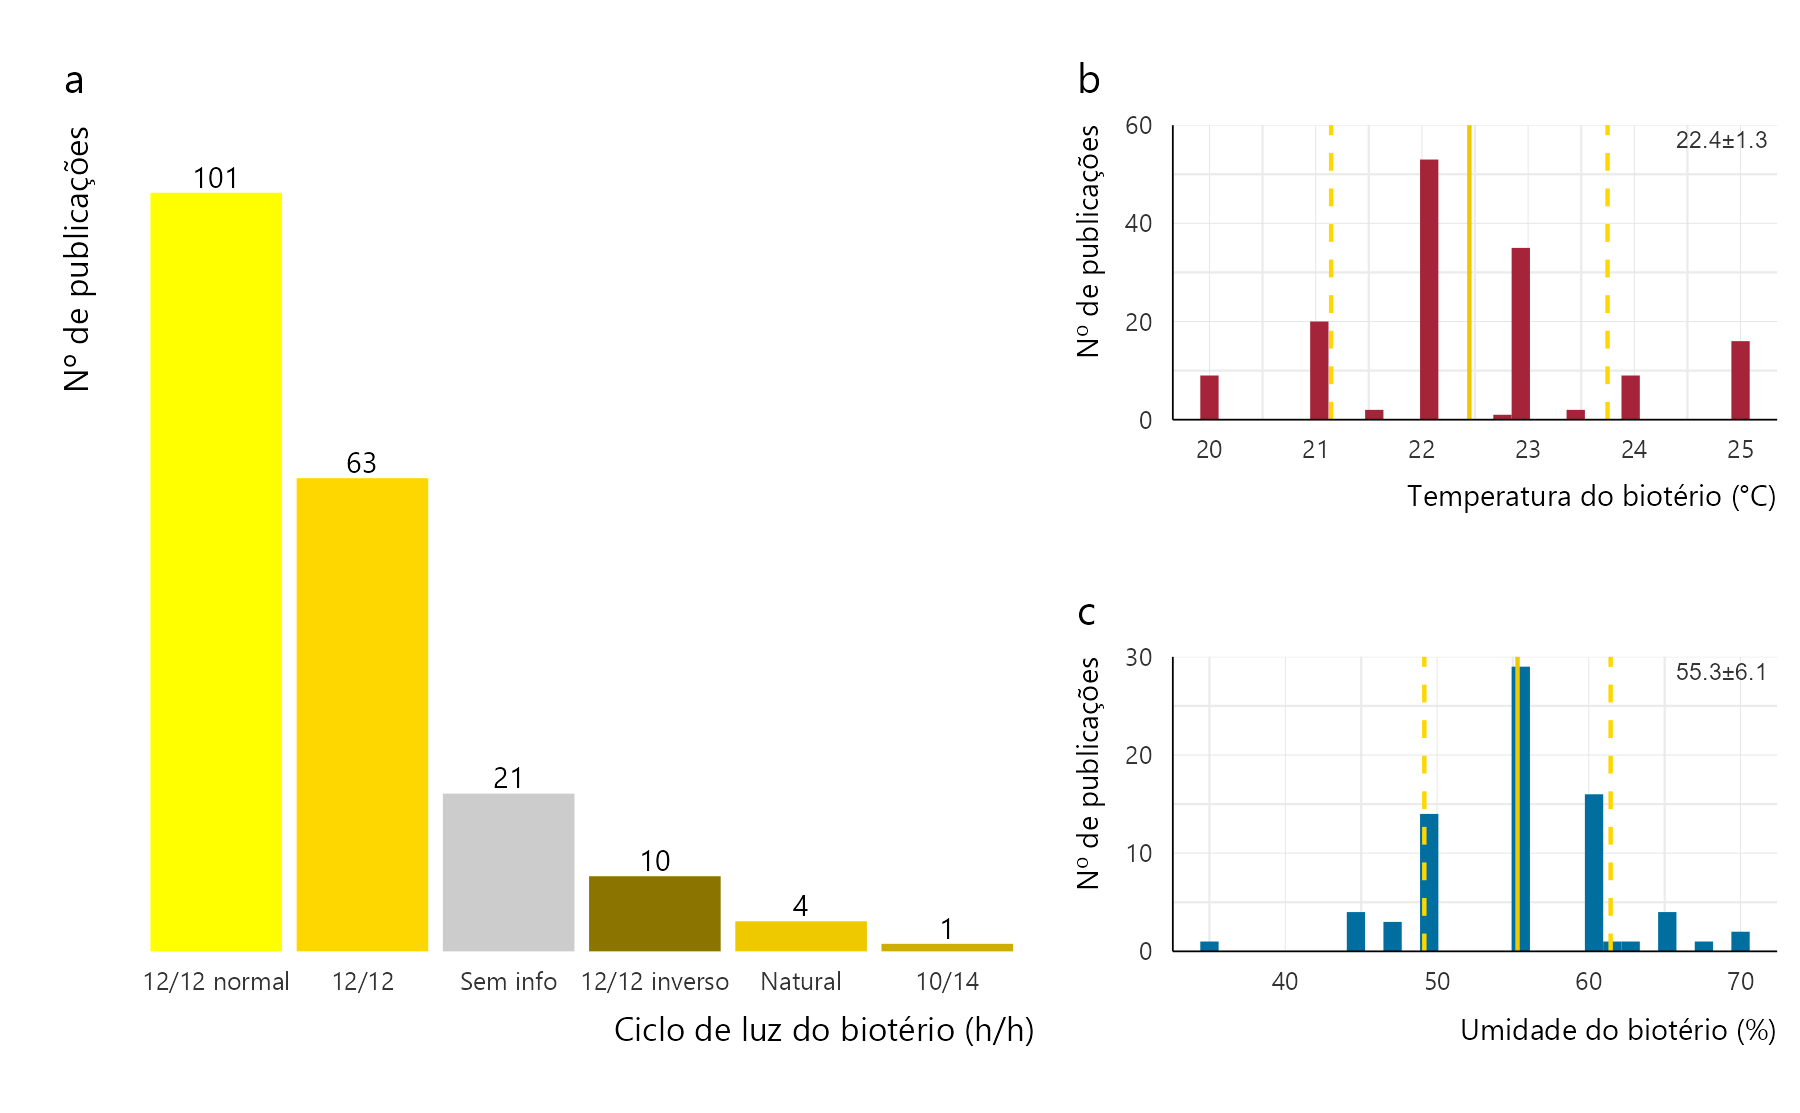 a
Nº de publicações
101
63
21
10
4
1
12/12 normal
12/12
Sem info
12/12 inverso
Natural
10/14
Ciclo de luz do biotério (h/h)
b
Nº de publicações
60
40
20
0
22.4±1.3
20
21
22
23
24
25
Temperatura do biotério (°C)
c
Nº de publicações
30
20
10
0
55.3±6.1
40
50
60
70
Umidade do biotério (%)